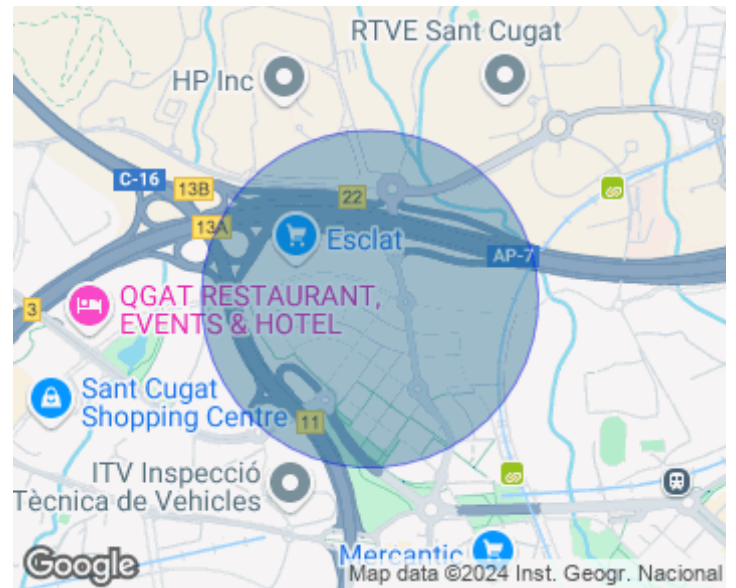 RTVE Sant Cugat
HP Inc
C-16
13B
22
13A
Esclat
AP-7
QGAT RESTAURANT,
EVENTS & HOTEL
3
Sant Cugat
Shopping Centre
11
ITV Inspecció
Tècnica de Vehicles
Mercantic
Google
Map data ©2024 Inst. Geogr. Nacional